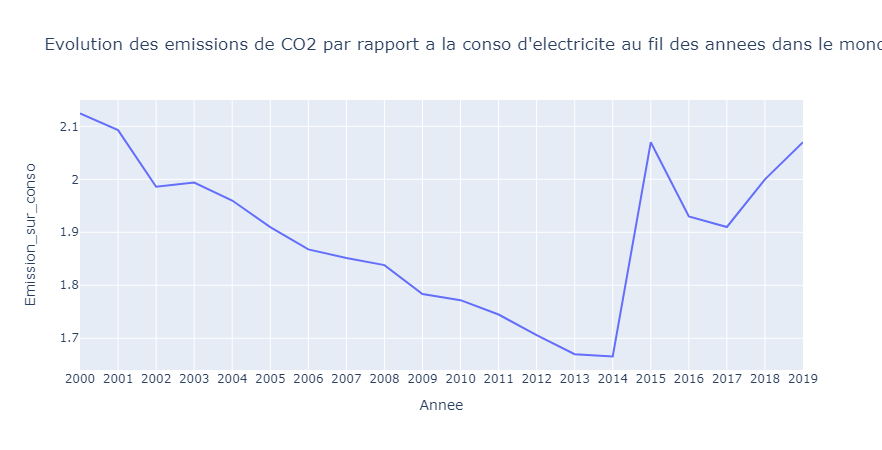 Evolution des emissions de CO2 par rapport a la conso d'electricite au fil des annees dans le
Emission_sur_conso
2.1
2
1.9
1.8
1.7
2000 2001 2002 2003 2004 2005 2006 2007 2008 2009 2010 2011 2012 2013 2014 2015 2016 2017 2018 2019
Annee